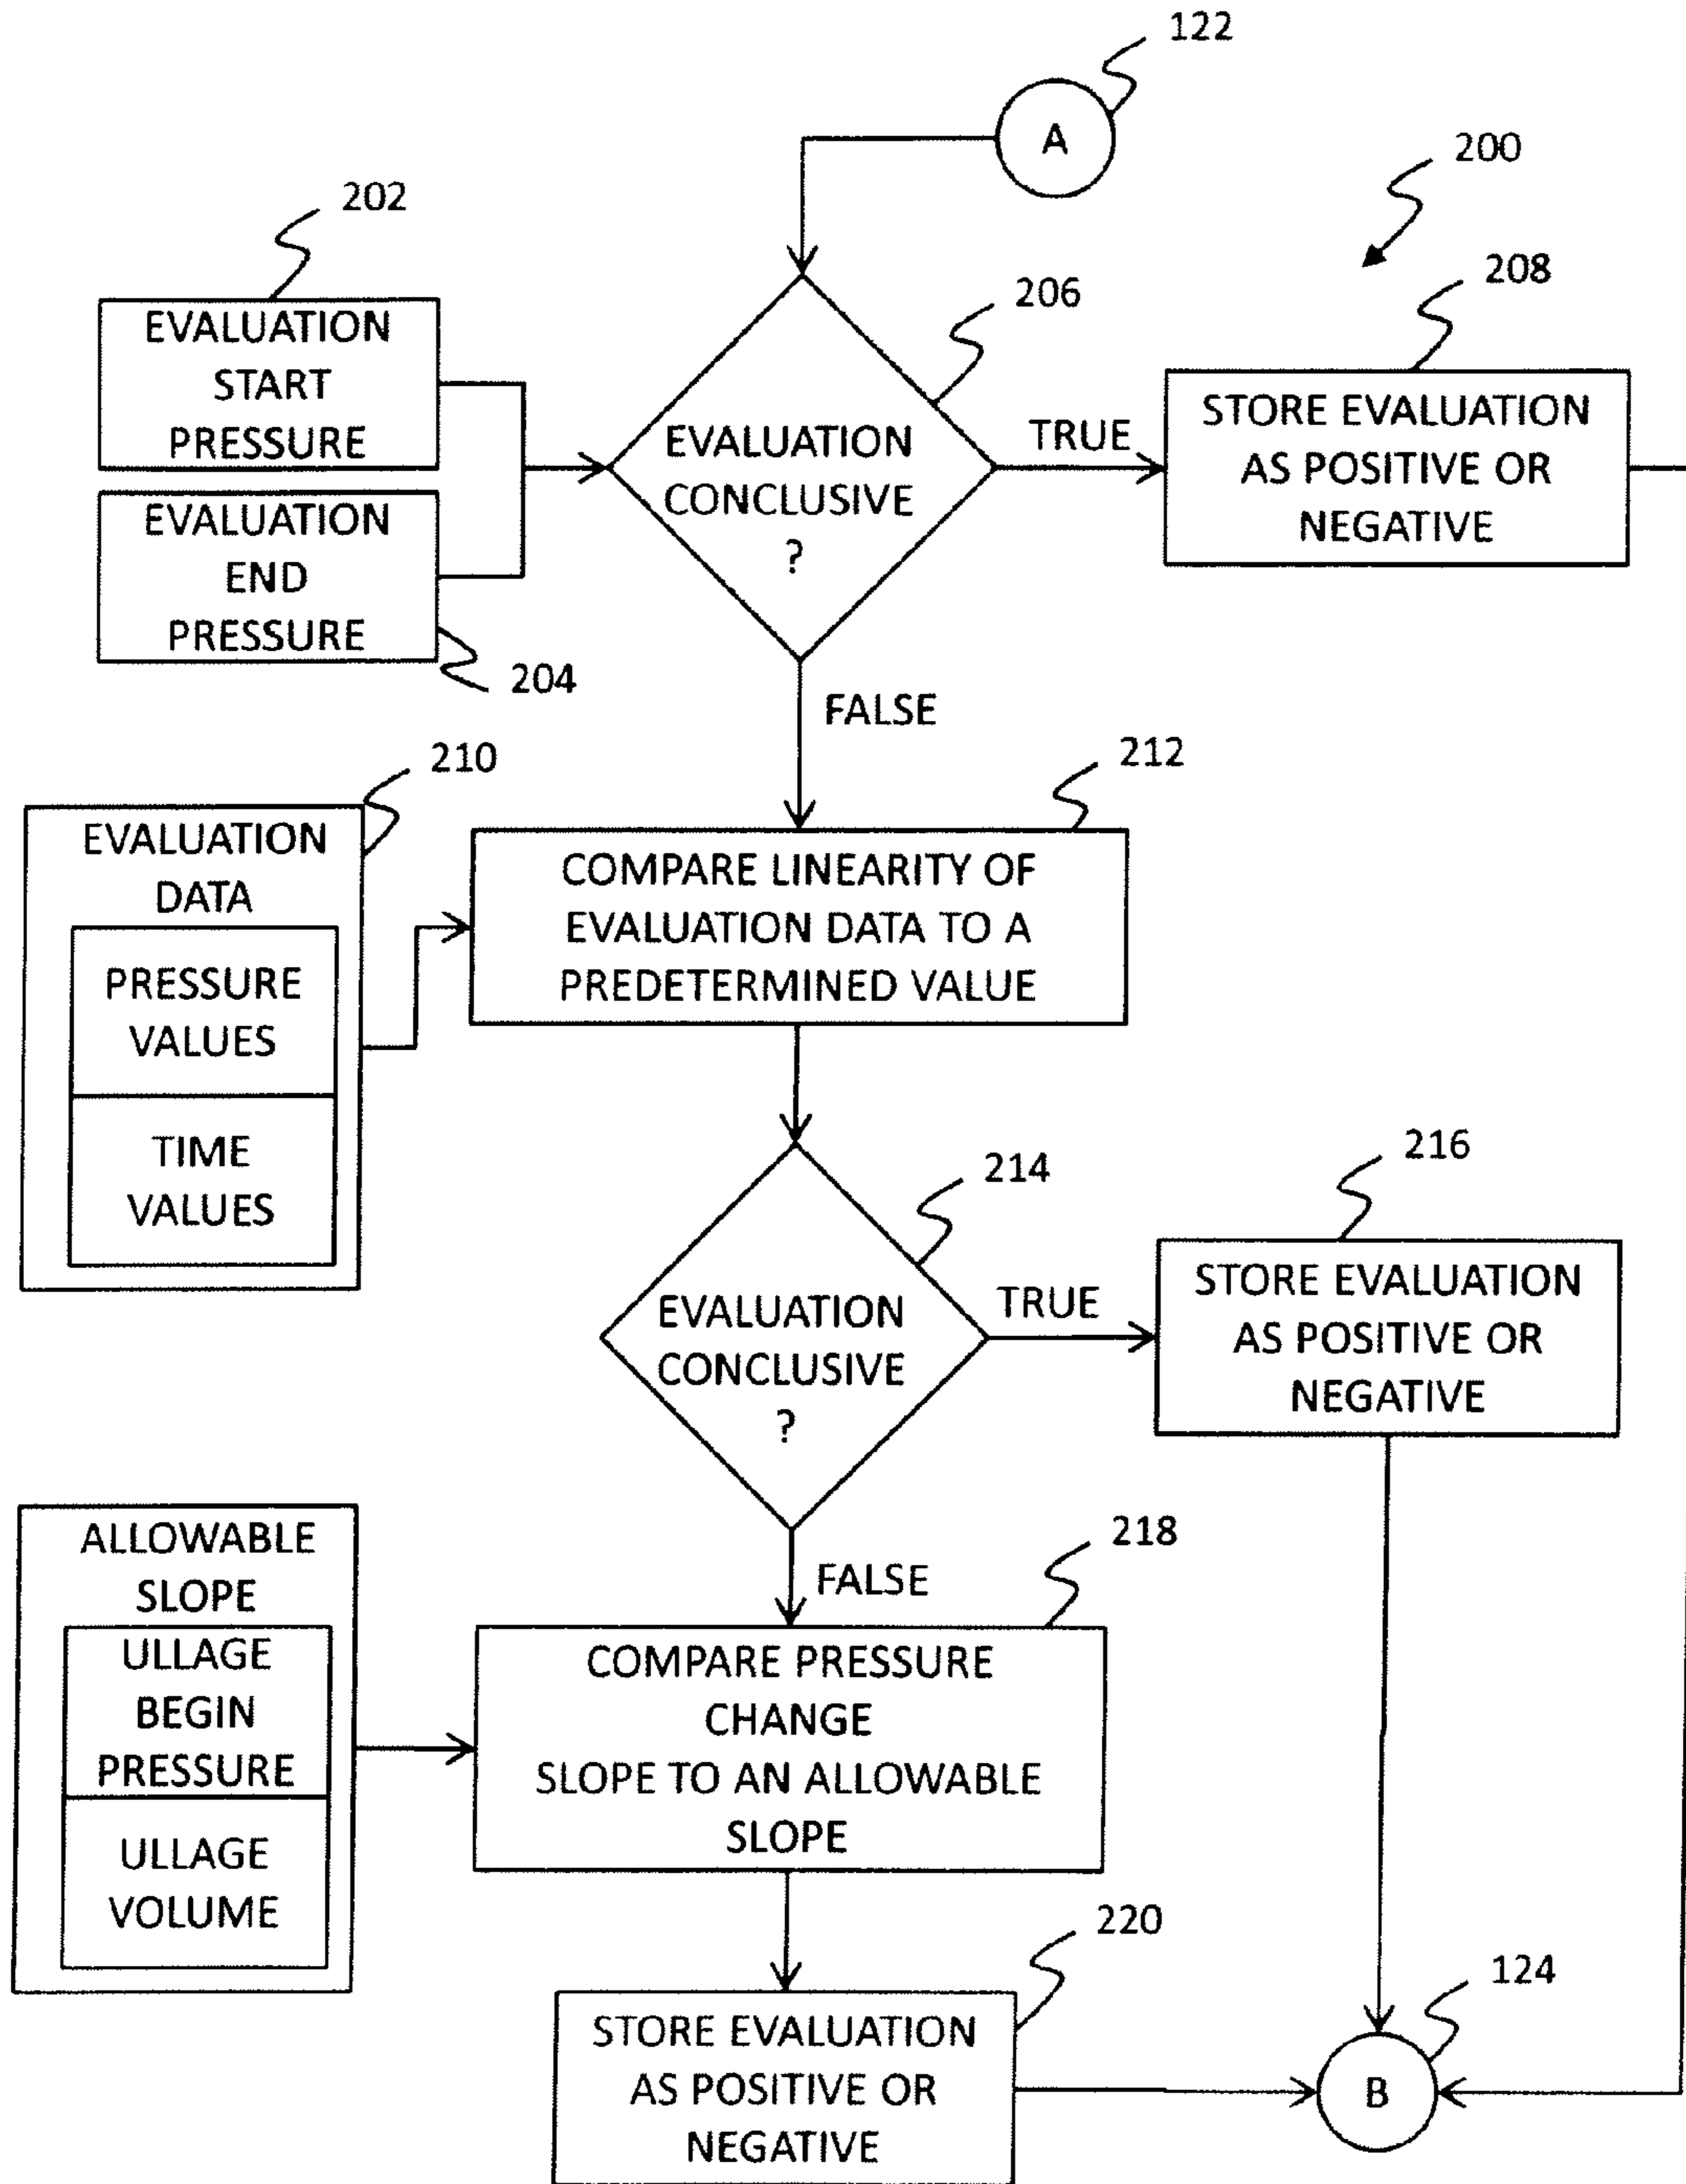 122
A
200
202
EVALUATION
START
PRESSURE
206
208
EVALUATION
CONCLUSIVE
?
TRUE
STORE EVALUATION
AS POSITIVE OR
NEGATIVE
EVALUATION
END
PRESSURE
204
FALSE
210
212
EVALUATION
DATA
PRESSURE
VALUES
TIME
VALUES
COMPARE LINEARITY OF
EVALUATION DATA TO A
PREDETERMINED VALUE
214
216
EVALUATION
CONCLUSIVE
?
TRUE
STORE EVALUATION
AS POSITIVE OR
NEGATIVE
FALSE
218
ALLOWABLE
SLOPE
ULLAGE
BEGIN
PRESSURE
ULLAGE
VOLUME
COMPARE PRESSURE
CHANGE
SLOPE TO AN ALLOWABLE
SLOPE
220
124
STORE EVALUATION
AS POSITIVE OR
NEGATIVE
B